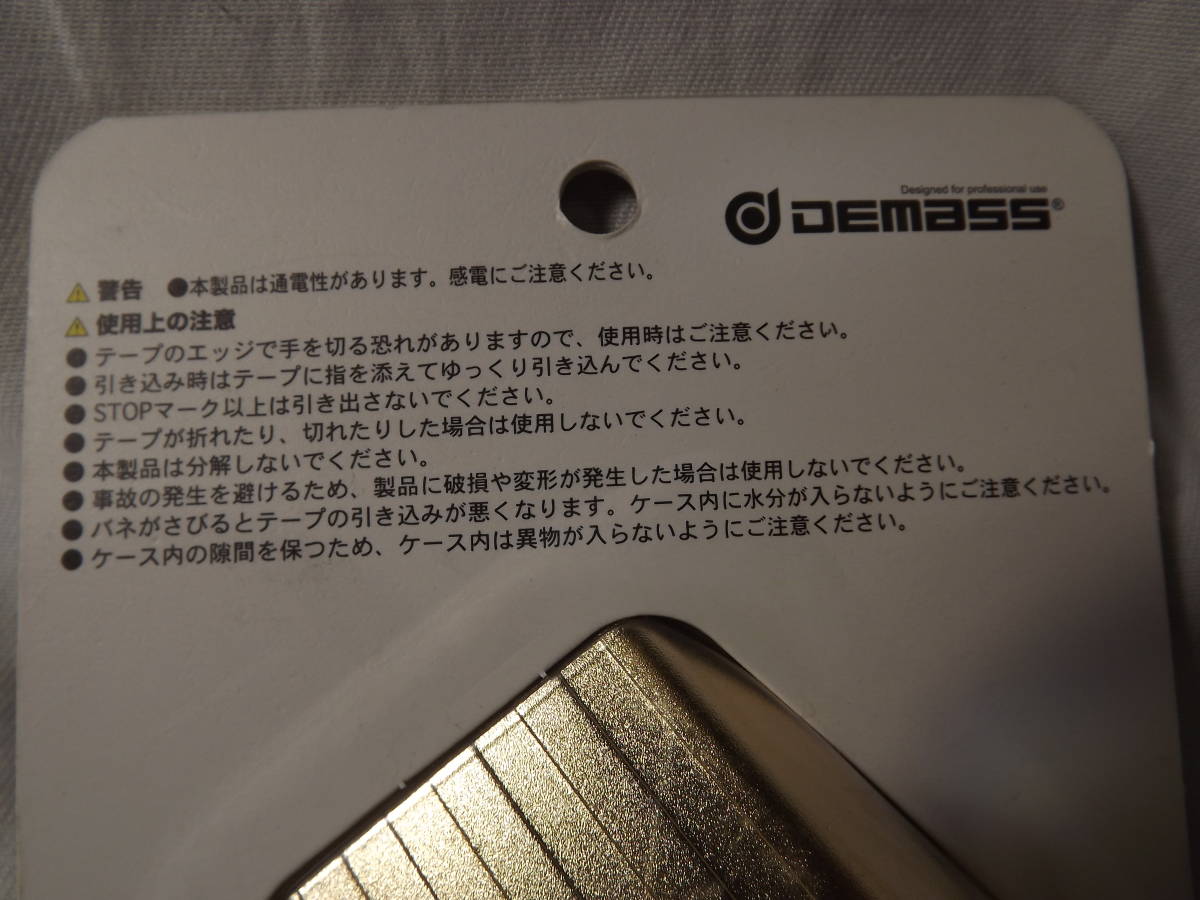 Designed for professional use
DEMASS®
⚠ 警告 ●本製品は通電性があります。感電にご注意ください。
⚠ 使用上の注意
● テープのエッジで手を切る恐れがありますので、使用時はご注意ください。
● 引き込み時はテープに指を添えてゆっくり引き込んでください。
● STOPマーク以上は引き出さないでください。
● テープが折れたり、切れたりした場合は使用しないでください。
● 本製品は分解しないでください。
● 事故の発生を避けるため、製品に破損や変形が発生した場合は使用しないでください。
● バネがさびるとテープの引き込みが悪くなります。ケース内に水分が入らないようにご注意ください。
● ケース内の隙間を保つため、ケース内は異物が入らないようにご注意ください。